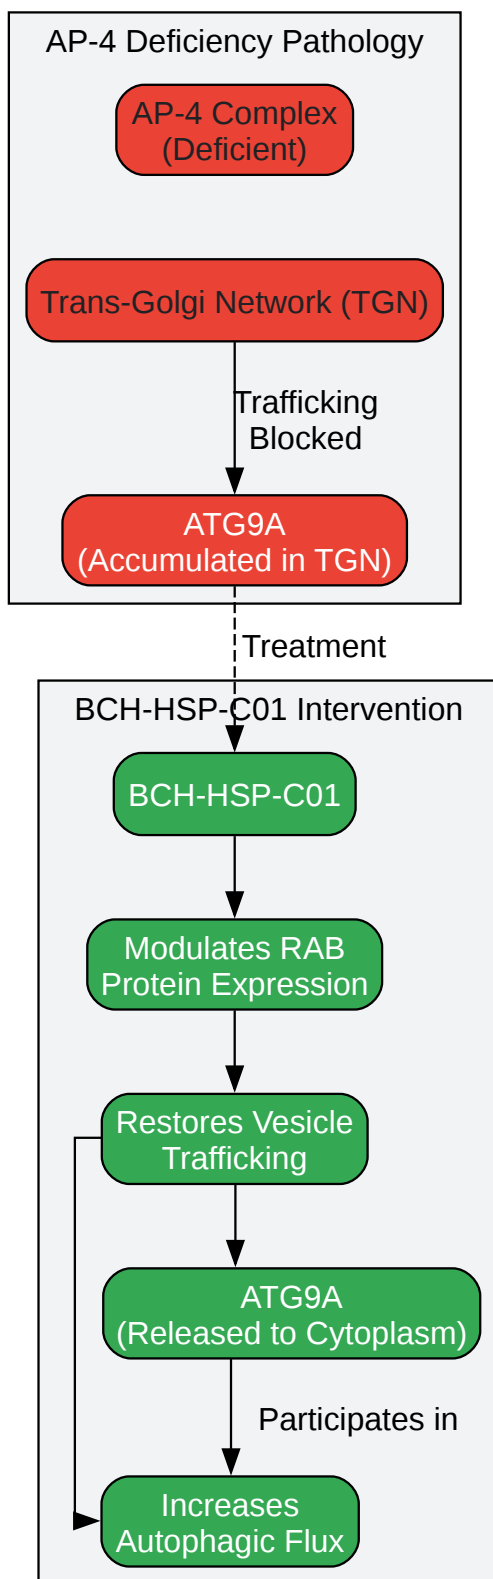 AP-4 Deficiency Pathology
AP-4 Complex
(Deficient)
Trans-Golgi Network (TGN)
Trafficking
Blocked
ATG9A
(Accumulated in TGN)
Treatment
BCH-HSP-C01 Intervention
BCH-HSP-C01
Modulates RAB
Protein Expression
Restores Vesicle
Trafficking
ATG9A
(Released to Cytoplasm)
Participates in
Increases
Autophagic Flux